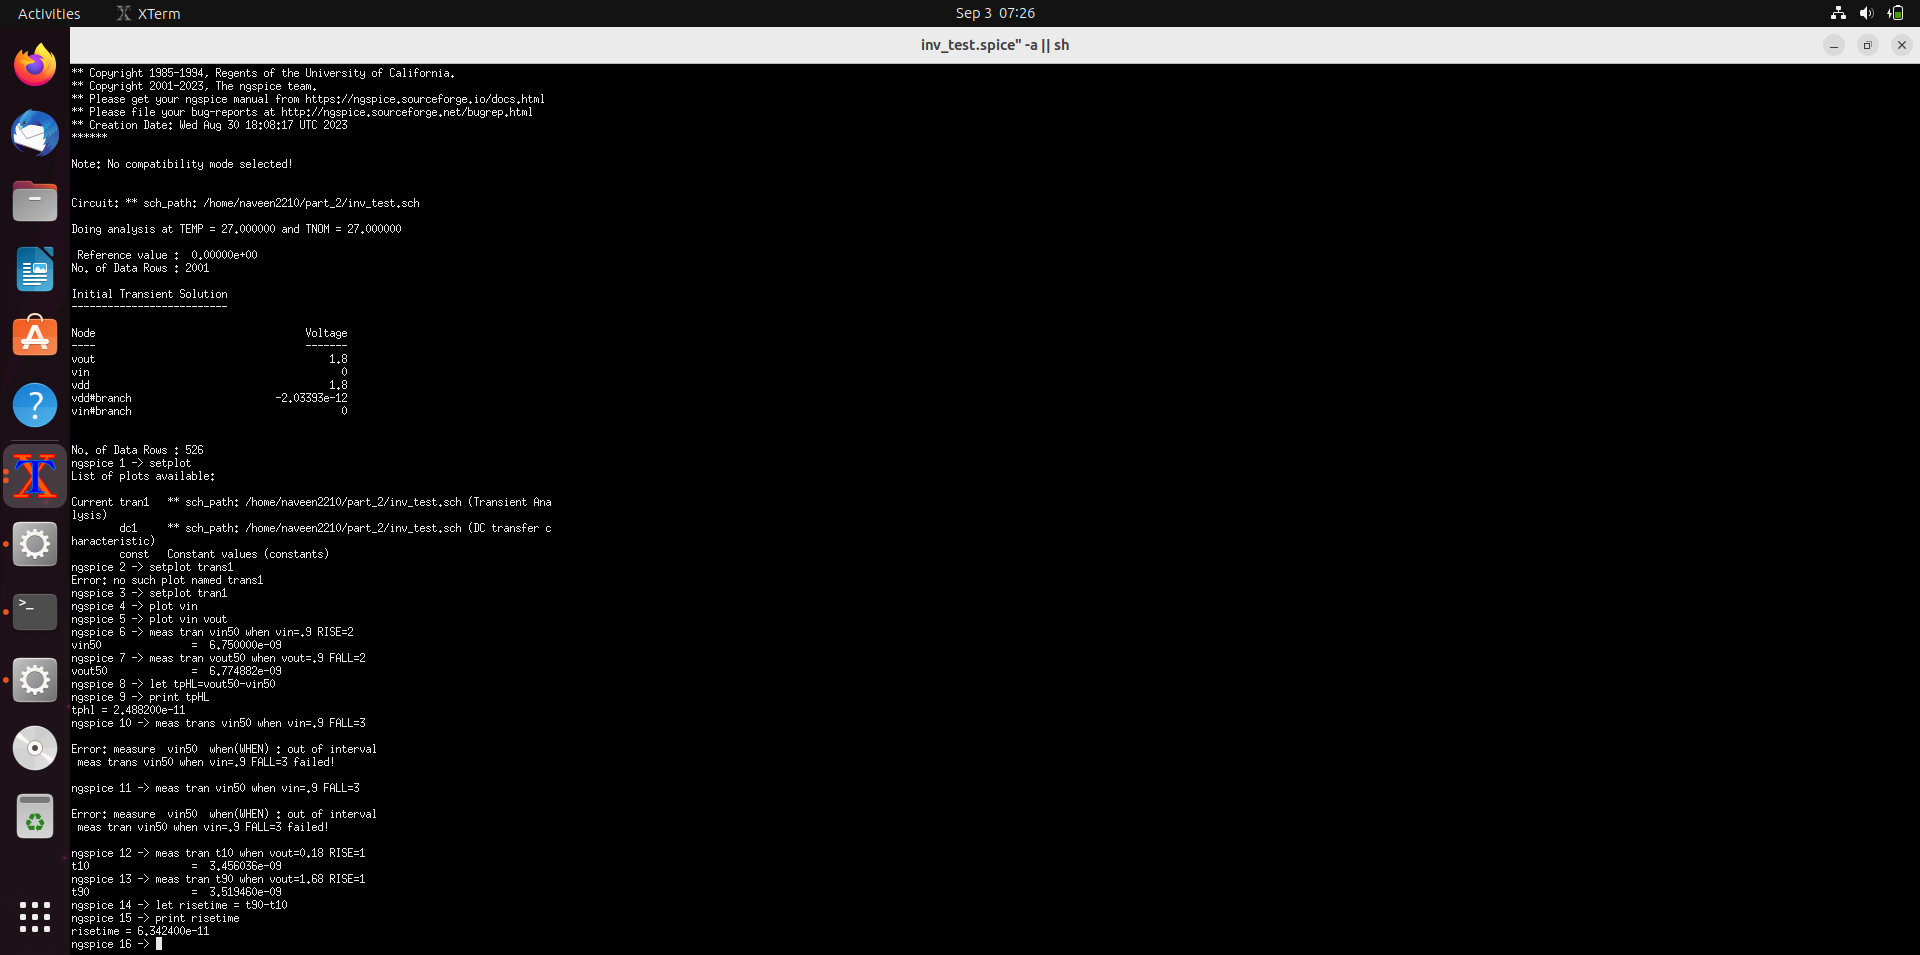 Activities
XTerm
Sep 3 07:26
inv_test.spice" -a || sh
** Copyright 1985-1994, Regents of the University of California.
** Copyright 2001-2023, The ngspice team.
** Please get your ngspice manual from https://ngspice.sourceforge.io/docs.html
** Please file your bug-reports at http://ngspice.sourceforge.net/bugrep.html
** Creation Date: Wed Aug 30 18:08:17 UTC 2023
******
Note: No compatibility mode selected!
Circuit: ** sch_path: /home/naveen2210/part_2/inv_test.sch
Doing analysis at TEMP = 27.000000 and TNOM = 27.000000
Reference value :  0.00000e+00
No. of Data Rows : 2001
Initial Transient Solution
--------------------------
Node                                   Voltage
----                                   -------
vout                                       1.8
vin                                          0
vdd                                        1.8
vdd#branch                        -2.03393e-12
vin#branch                                   0
No. of Data Rows : 526
ngspice 1 -> setplot
List of plots available:
Current tran1   ** sch_path: /home/naveen2210/part_2/inv_test.sch (Transient Ana
lysis)
        dc1     ** sch_path: /home/naveen2210/part_2/inv_test.sch (DC transfer c
haracteristic)
        const   Constant values (constants)
ngspice 2 -> setplot trans1
Error: no such plot named trans1
ngspice 3 -> setplot tran1
ngspice 4 -> plot vin
ngspice 5 -> plot vin vout
ngspice 6 -> meas tran vin50 when vin=.9 RISE=2
vin50               =  6.750000e-09
ngspice 7 -> meas tran vout50 when vout=.9 FALL=2
vout50              =  6.774882e-09
ngspice 8 -> let tpHL=vout50-vin50
ngspice 9 -> print tpHL
tphl = 2.488200e-11
ngspice 10 -> meas trans vin50 when vin=.9 FALL=3
Error: measure  vin50  when(WHEN) : out of interval
 meas trans vin50 when vin=.9 FALL=3 failed!
ngspice 11 -> meas tran vin50 when vin=.9 FALL=3
Error: measure  vin50  when(WHEN) : out of interval
 meas tran vin50 when vin=.9 FALL=3 failed!
ngspice 12 -> meas tran t10 when vout=0.18 RISE=1
t10                 =  3.456036e-09
ngspice 13 -> meas tran t90 when vout=1.68 RISE=1
t90                 =  3.519460e-09
ngspice 14 -> let risetime = t90-t10
ngspice 15 -> print risetime
risetime = 6.342400e-11
ngspice 16 ->